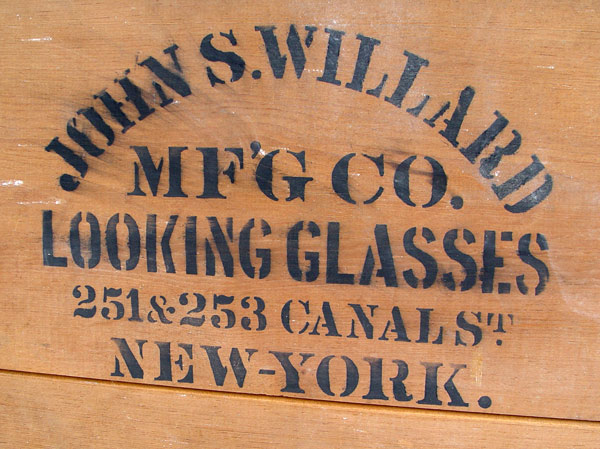 JOHN S. WILLARD
MF'G CO.
LOOKING GLASSES
251 & 253 CANAL ST
NEW-YORK.